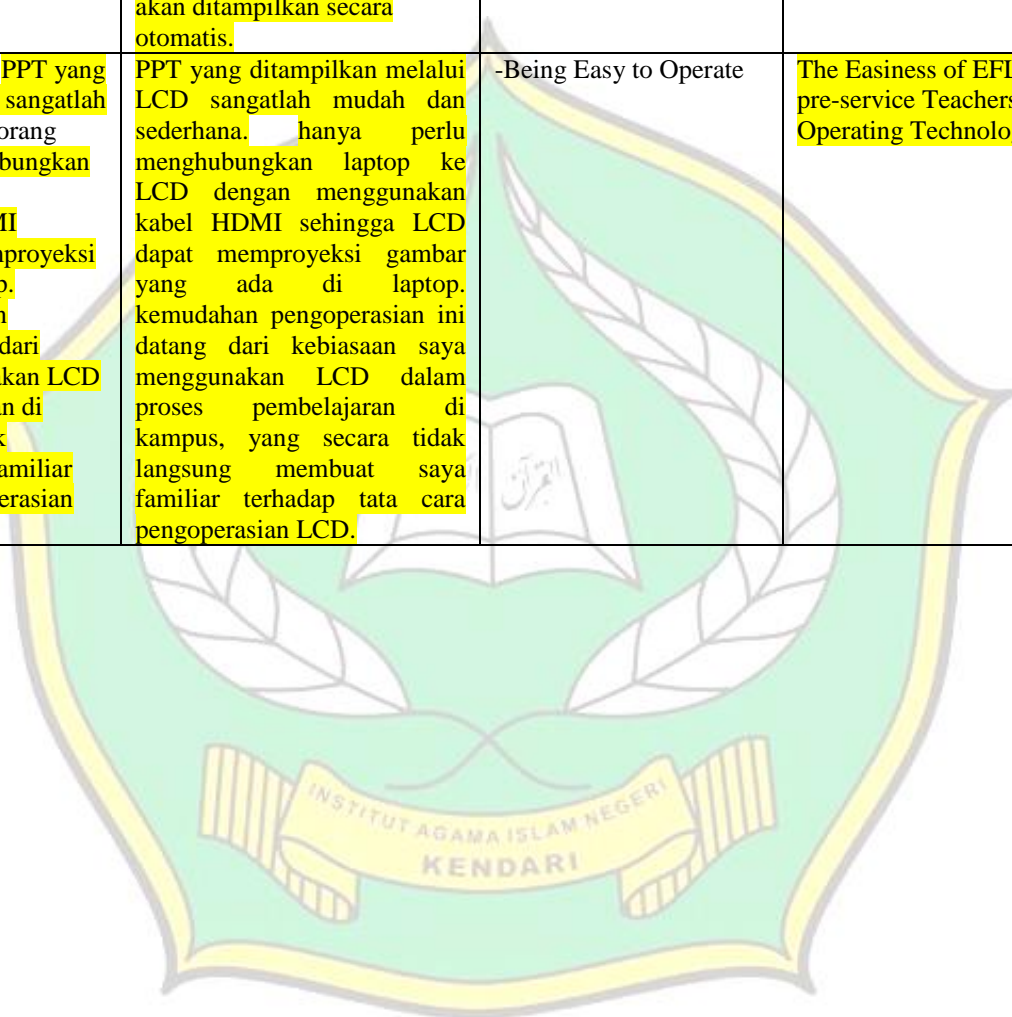 akan ditampilkan secara
otomatis.
PPT yang
sangatlah
orang
bungkan
MI
proyeksi
p.
n
dari
akan LCD
an di
k
amiliar
erasian
PPT yang ditampilkan melalui
LCD sangatlah mudah dan
sederhana. hanya perlu
menghubungkan laptop ke
LCD dengan menggunakan
kabel HDMI sehingga LCD
dapat memproyeksi gambar
yang ada di laptop.
kemudahan pengoperasian ini
datang dari kebiasaan saya
menggunakan LCD dalam
proses pembelajaran di
kampus, yang secara tidak
langsung membuat saya
familiar terhadap tata cara
pengoperasian LCD.
-Being Easy to Operate
The Easiness of EFL
pre-service Teachers
Operating Technolo
القرآن
INSTITUT AGAMA ISLAM NEGERI
KENDARI